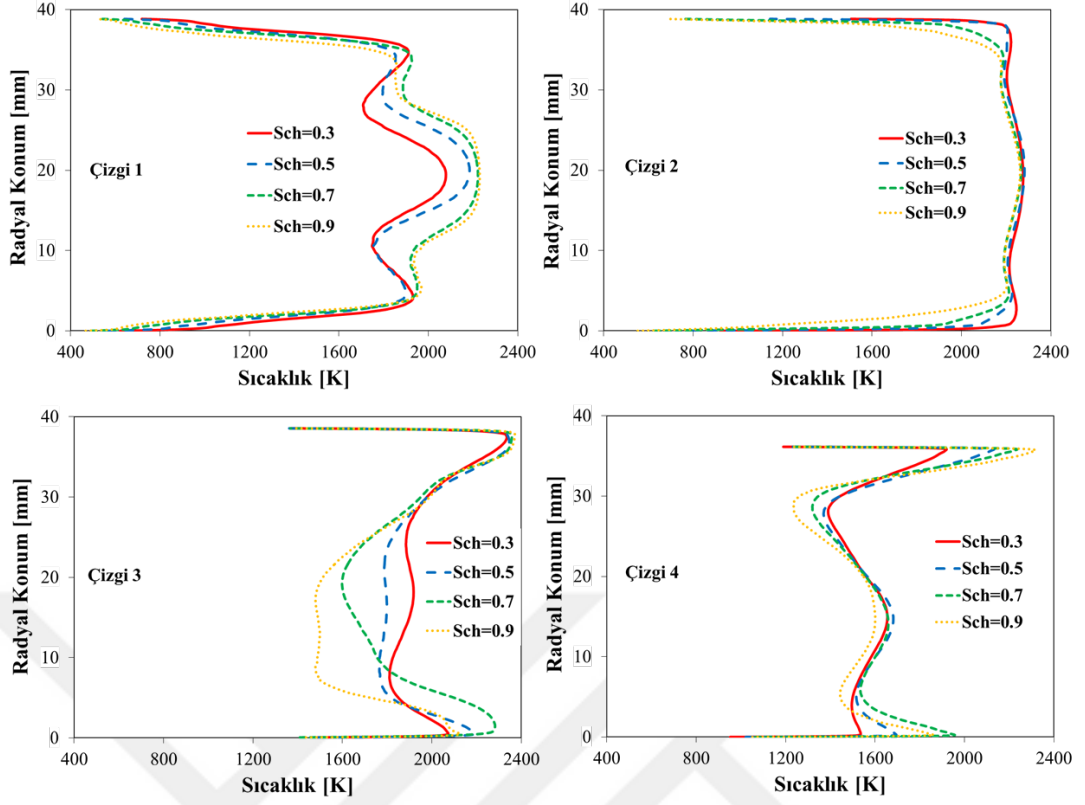 40
30
20
10
0
Radyal Konum [mm]
Çizgi 1
Sch=0.3
Sch=0.5
Sch=0.7
Sch=0.9
400 800 1200 1600 2000 2400
Sıcaklık [K]
40
30
20
10
0
Radyal Konum [mm]
Çizgi 2
Sch=0.3
Sch=0.5
Sch=0.7
Sch=0.9
400 800 1200 1600 2000 2400
Sıcaklık [K]
40
30
20
10
0
Radyal Konum [mm]
Çizgi 3
Sch=0.3
Sch=0.5
Sch=0.7
Sch=0.9
400 800 1200 1600 2000 2400
Sıcaklık [K]
40
30
20
10
0
Radyal Konum [mm]
Çizgi 4
Sch=0.3
Sch=0.5
Sch=0.7
Sch=0.9
400 800 1200 1600 2000 2400
Sıcaklık [K]